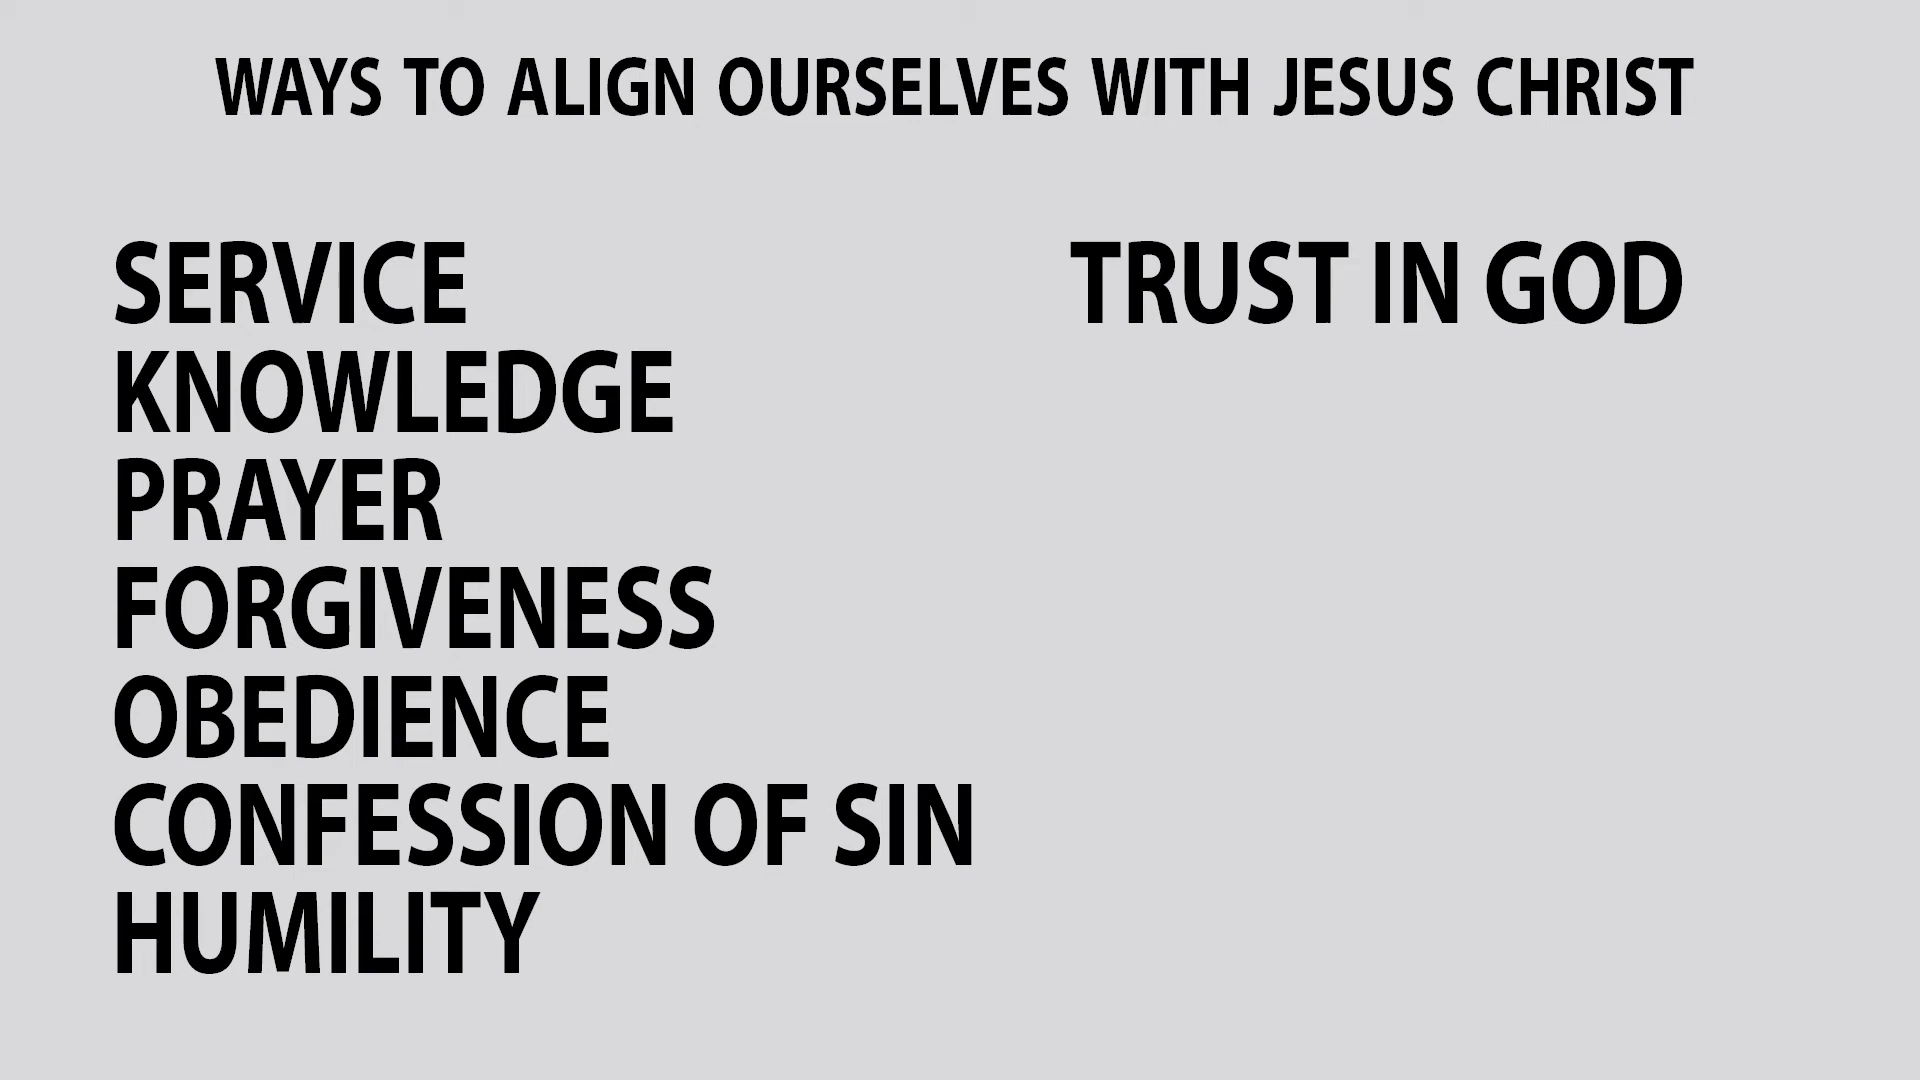 WAYS TO ALIGN OURSELVES WITH JESUS CHRIST
SERVICE
KNOWLEDGE
PRAYER
FORGIVENESS
OBEDIENCE
CONFESSION OF SIN
HUMILITY
TRUST IN GOD